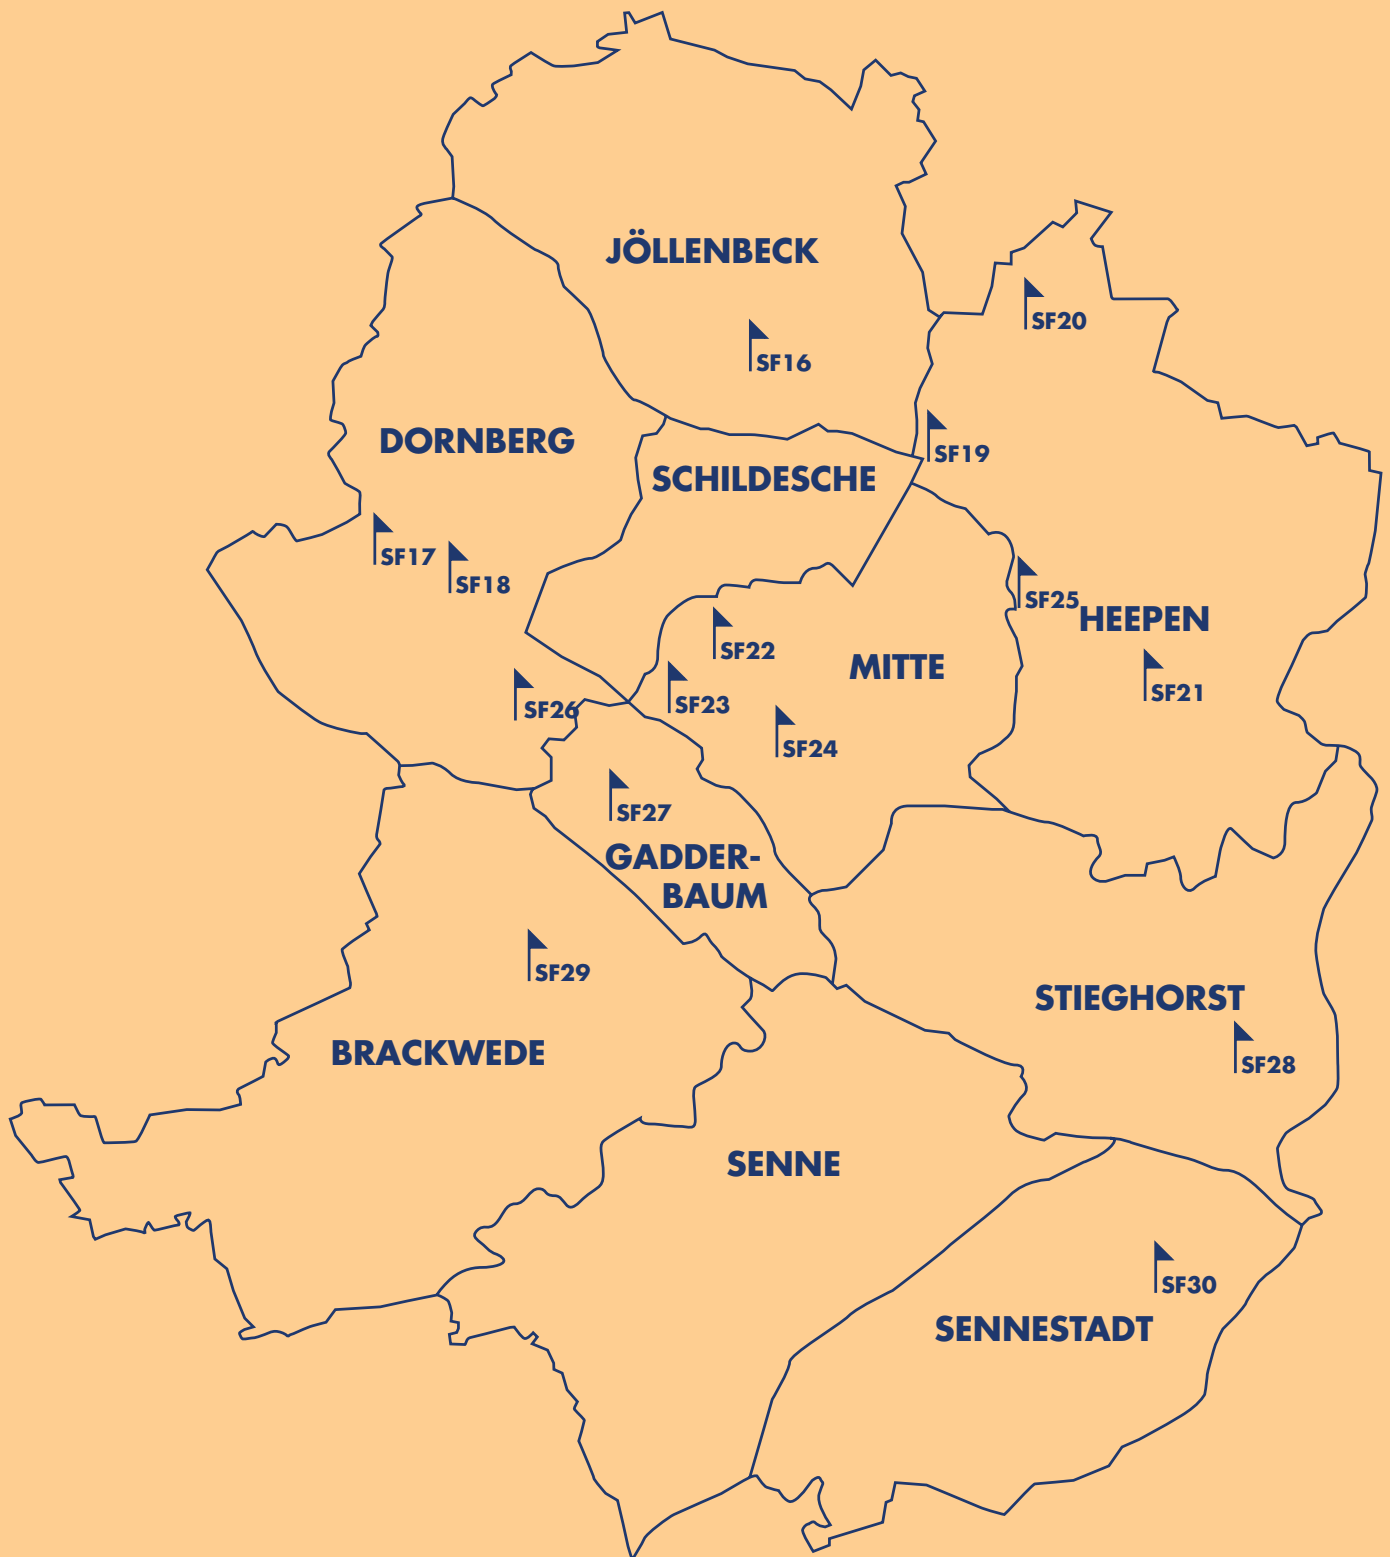 JÖLLENBECK
SF20
SF16
DORNBERG
SF19
SCHILDESCHE
SF17
SF18
SF25
HEEPEN
SF22
MITTE
SF21
SF26
SF23
SF24
SF27
GADDER-
BAUM
SF29
STIEGHORST
BRACKWEDE
SF28
SENNE
SF30
SENNESTADT